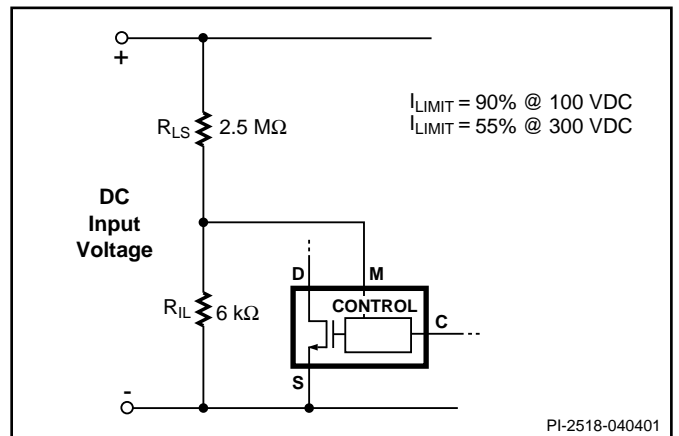 +
R_LS 2.5 MΩ
I_LIMIT = 90% @ 100 VDC
I_LIMIT = 55% @ 300 VDC
DC
Input
Voltage
D M
R_IL 6 kΩ
CONTROL
C
S
-
PI-2518-040401